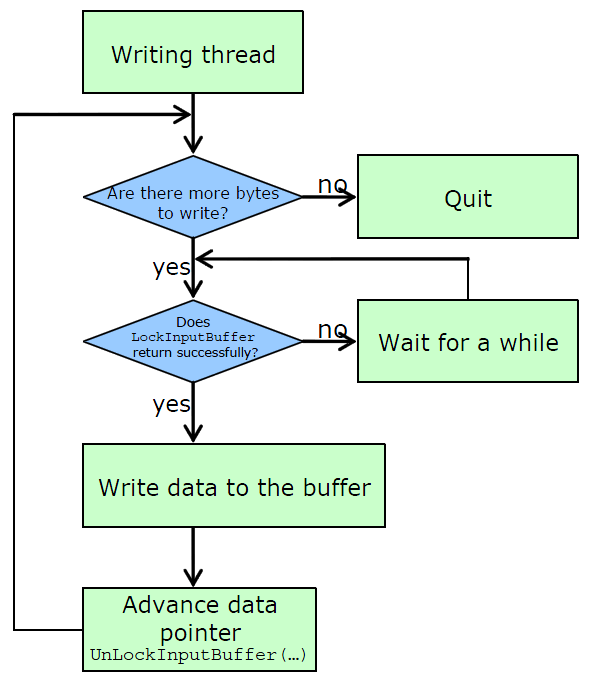 Writing thread
Are there more bytes
to write?
no
Quit
yes
Does
LockInputBuffer
return successfully?
no
Wait for a while
yes
Write data to the buffer
Advance data
pointer
UnLockInputBuffer(…)